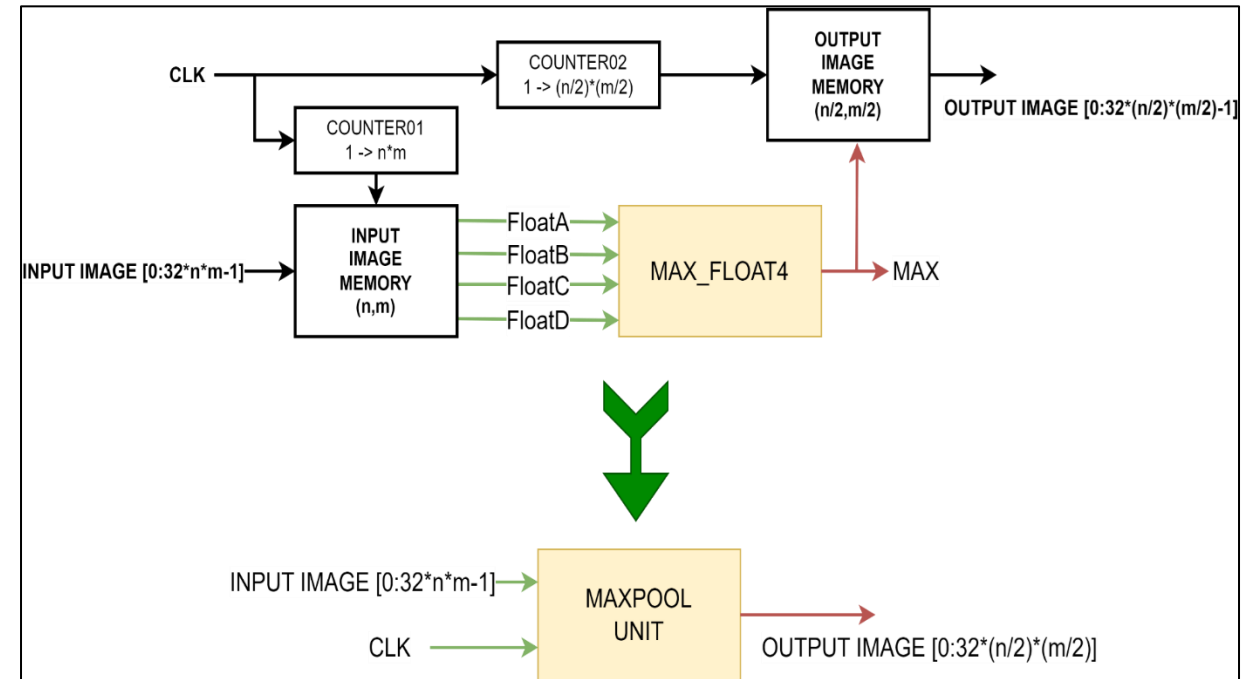 CLK
COUNTER02
1 -> (n/2)*(m/2)
OUTPUT
IMAGE
MEMORY
(n/2,m/2)
OUTPUT IMAGE [0:32*(n/2)*(m/2)-1]
COUNTER01
1 -> n*m
INPUT IMAGE [0:32*n*m-1]
INPUT
IMAGE
MEMORY
(n,m)
FloatA
FloatB
FloatC
FloatD
MAX_FLOAT4
MAX
INPUT IMAGE [0:32*n*m-1]
CLK
MAXPOOL
UNIT
OUTPUT IMAGE [0:32*(n/2)*(m/2)]